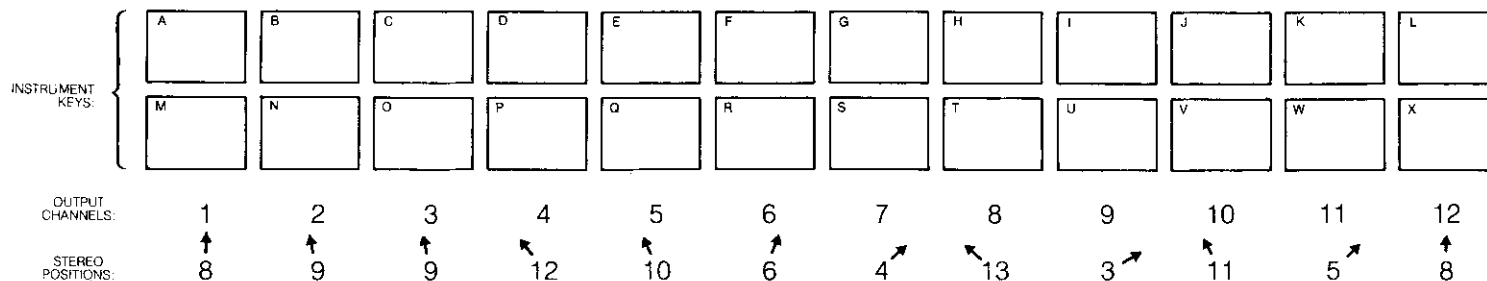 A B C D E F G H I J K L
INSTRUMENT
KEYS:
M N O P Q R S T U V W X
OUTPUT
CHANNELS:
1 2 3 4 5 6 7 8 9 10 11 12
STEREO
POSITIONS:
8 9 9 12 10 6 4 13 3 11 5 8